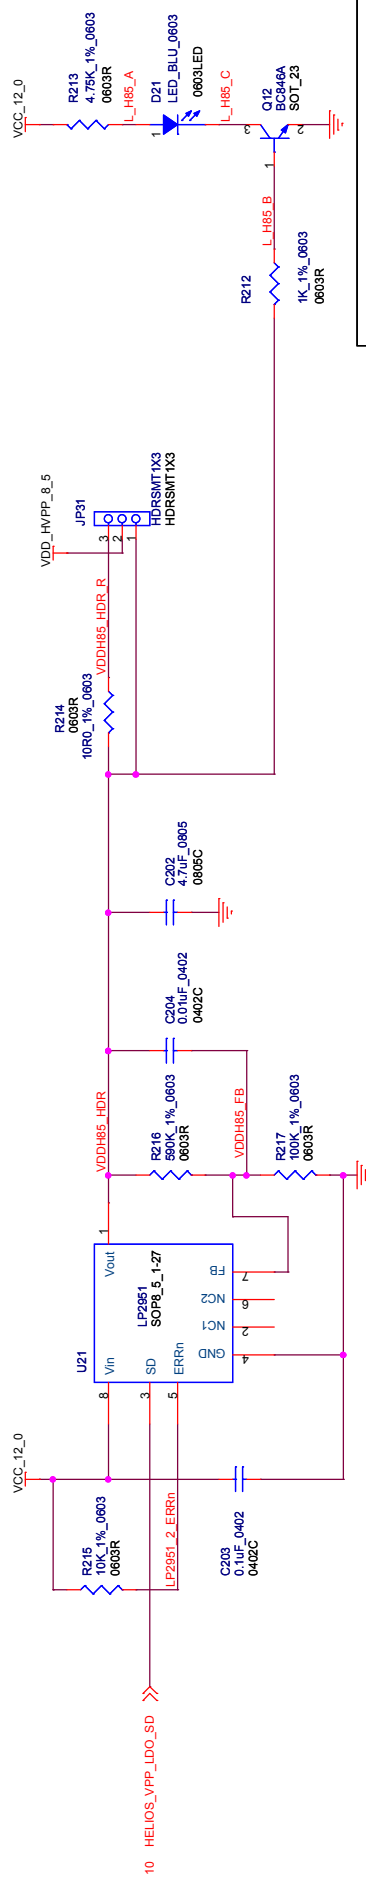 VCC_12_0
R213
4.75K_1%_0603
0603R
L_H85_A
D21
LED_BLU_0603
0603LED
1
L_H85_C
Q12
BC846A
SOT_23
3
2
1
L_H85_B
R212
1K_1%_0603
0603R
VDD_HVPP_8_5
JP31
3
2
1
HDRSMT1X3
HDRSMT1X3
VDDH85_HDR_R
R214
0603R
10R0_1%_0603
C202
4.7uF_0805
0805C
C204
0.01uF_0402
0402C
VDDH85_HDR
R216
590K_1%_0603
0603R
VDDH85_FB
R217
100K_1%_0603
0603R
U21
LP2951
SOP8_5_1-27
Vout
1
Vin
8
SD
3
ERRn
5
FB
7
NC2
6
NC1
2
GND
4
VCC_12_0
R215
10K_1%_0603
0603R
LP2951_2_ERRn
C203
0.1uF_0402
0402C
10 HELIOS_VPP_LDO_SD